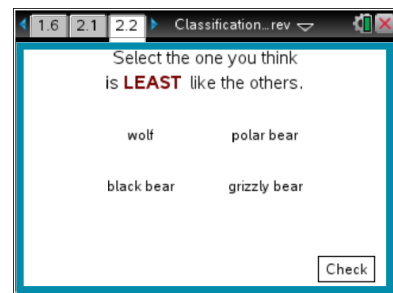 1.6 2.1 2.2 Classification...rev
Select the one you think
is LEAST like the others.
wolf polar bear
black bear grizzly bear
Check